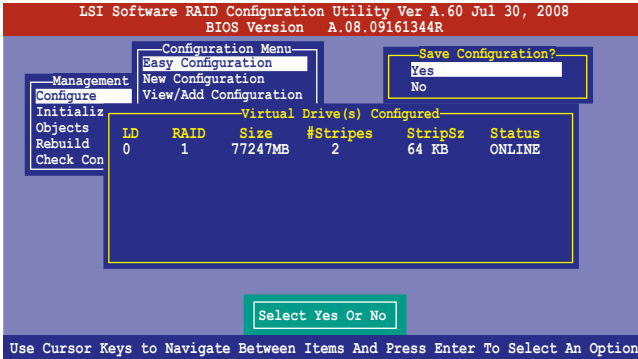 LSI Software RAID Configuration Utility Ver A.60 Jul 30, 2008
BIOS Version A.08.09161344R
Configuration Menu
Easy Configuration
New Configuration
View/Add Configuration
Save Configuration?
Yes
No
Management
Configure
Initializ
Objects
Rebuild
Check Con
Virtual Drive(s) Configured
LD RAID Size #Stripes StripSz Status
0 1 77247MB 2 64 KB ONLINE
Select Yes Or No
Use Cursor Keys to Navigate Between Items And Press Enter To Select An Option